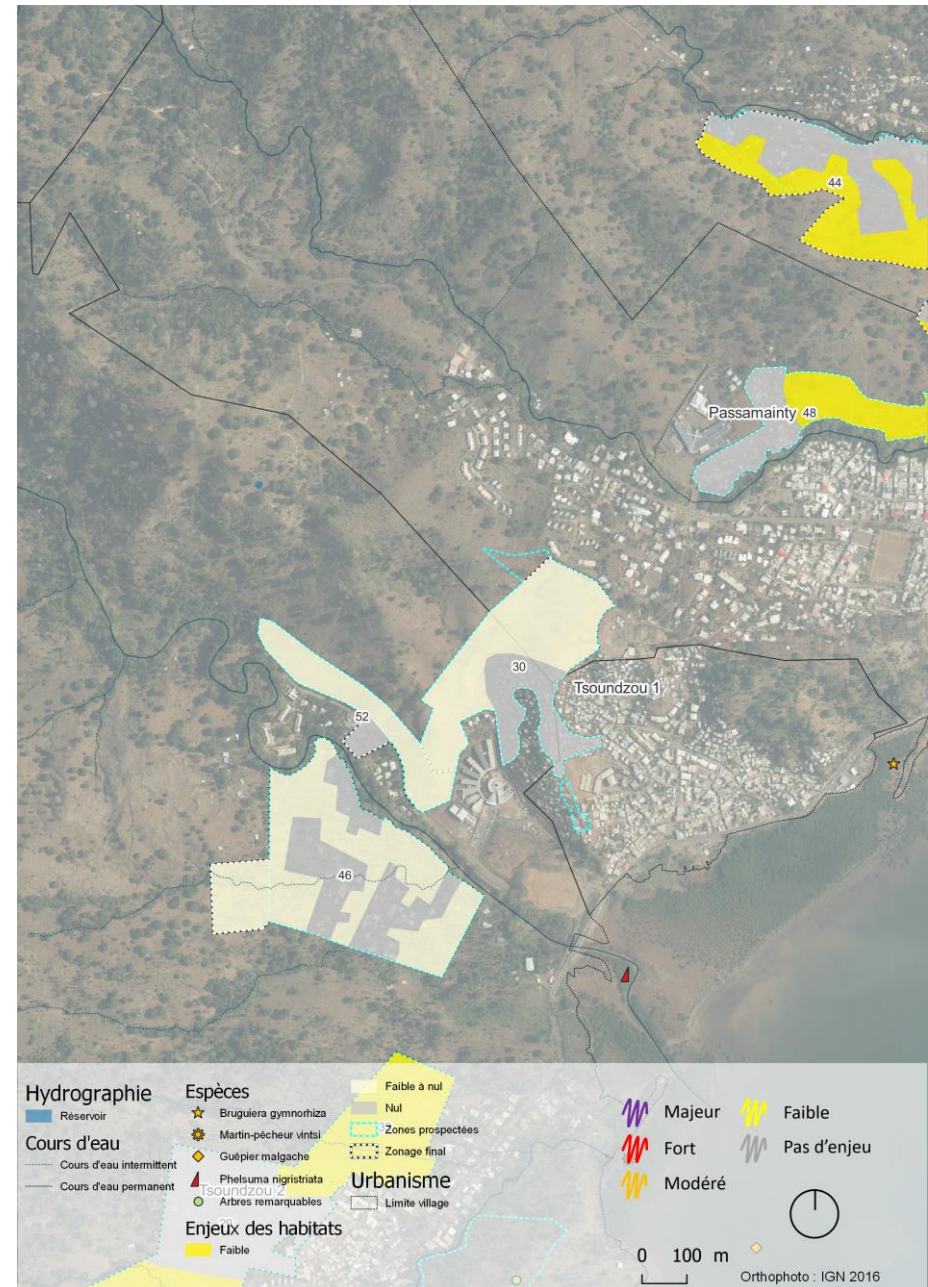 44
Passamainty 48
30
Tsoundzou 1
52
46
Hydrographie
Réservoir
Cours d'eau
Cours d'eau intermittent
Cours d'eau permanent
Espèces
Bruguiera gymnorhiza
Martin-pêcheur vintsi
Guêpier malgache
Phelsuma nigristriata
Arbres remarquables
Enjeux des habitats
Faible
Faible à nul
Nul
Zones prospectées
Zonage final
Urbanisme
Limite village
Tsoundzou 2
Majeur
Fort
Modéré
Faible
Pas d'enjeu
0 100 m
Orthophoto : IGN 2016